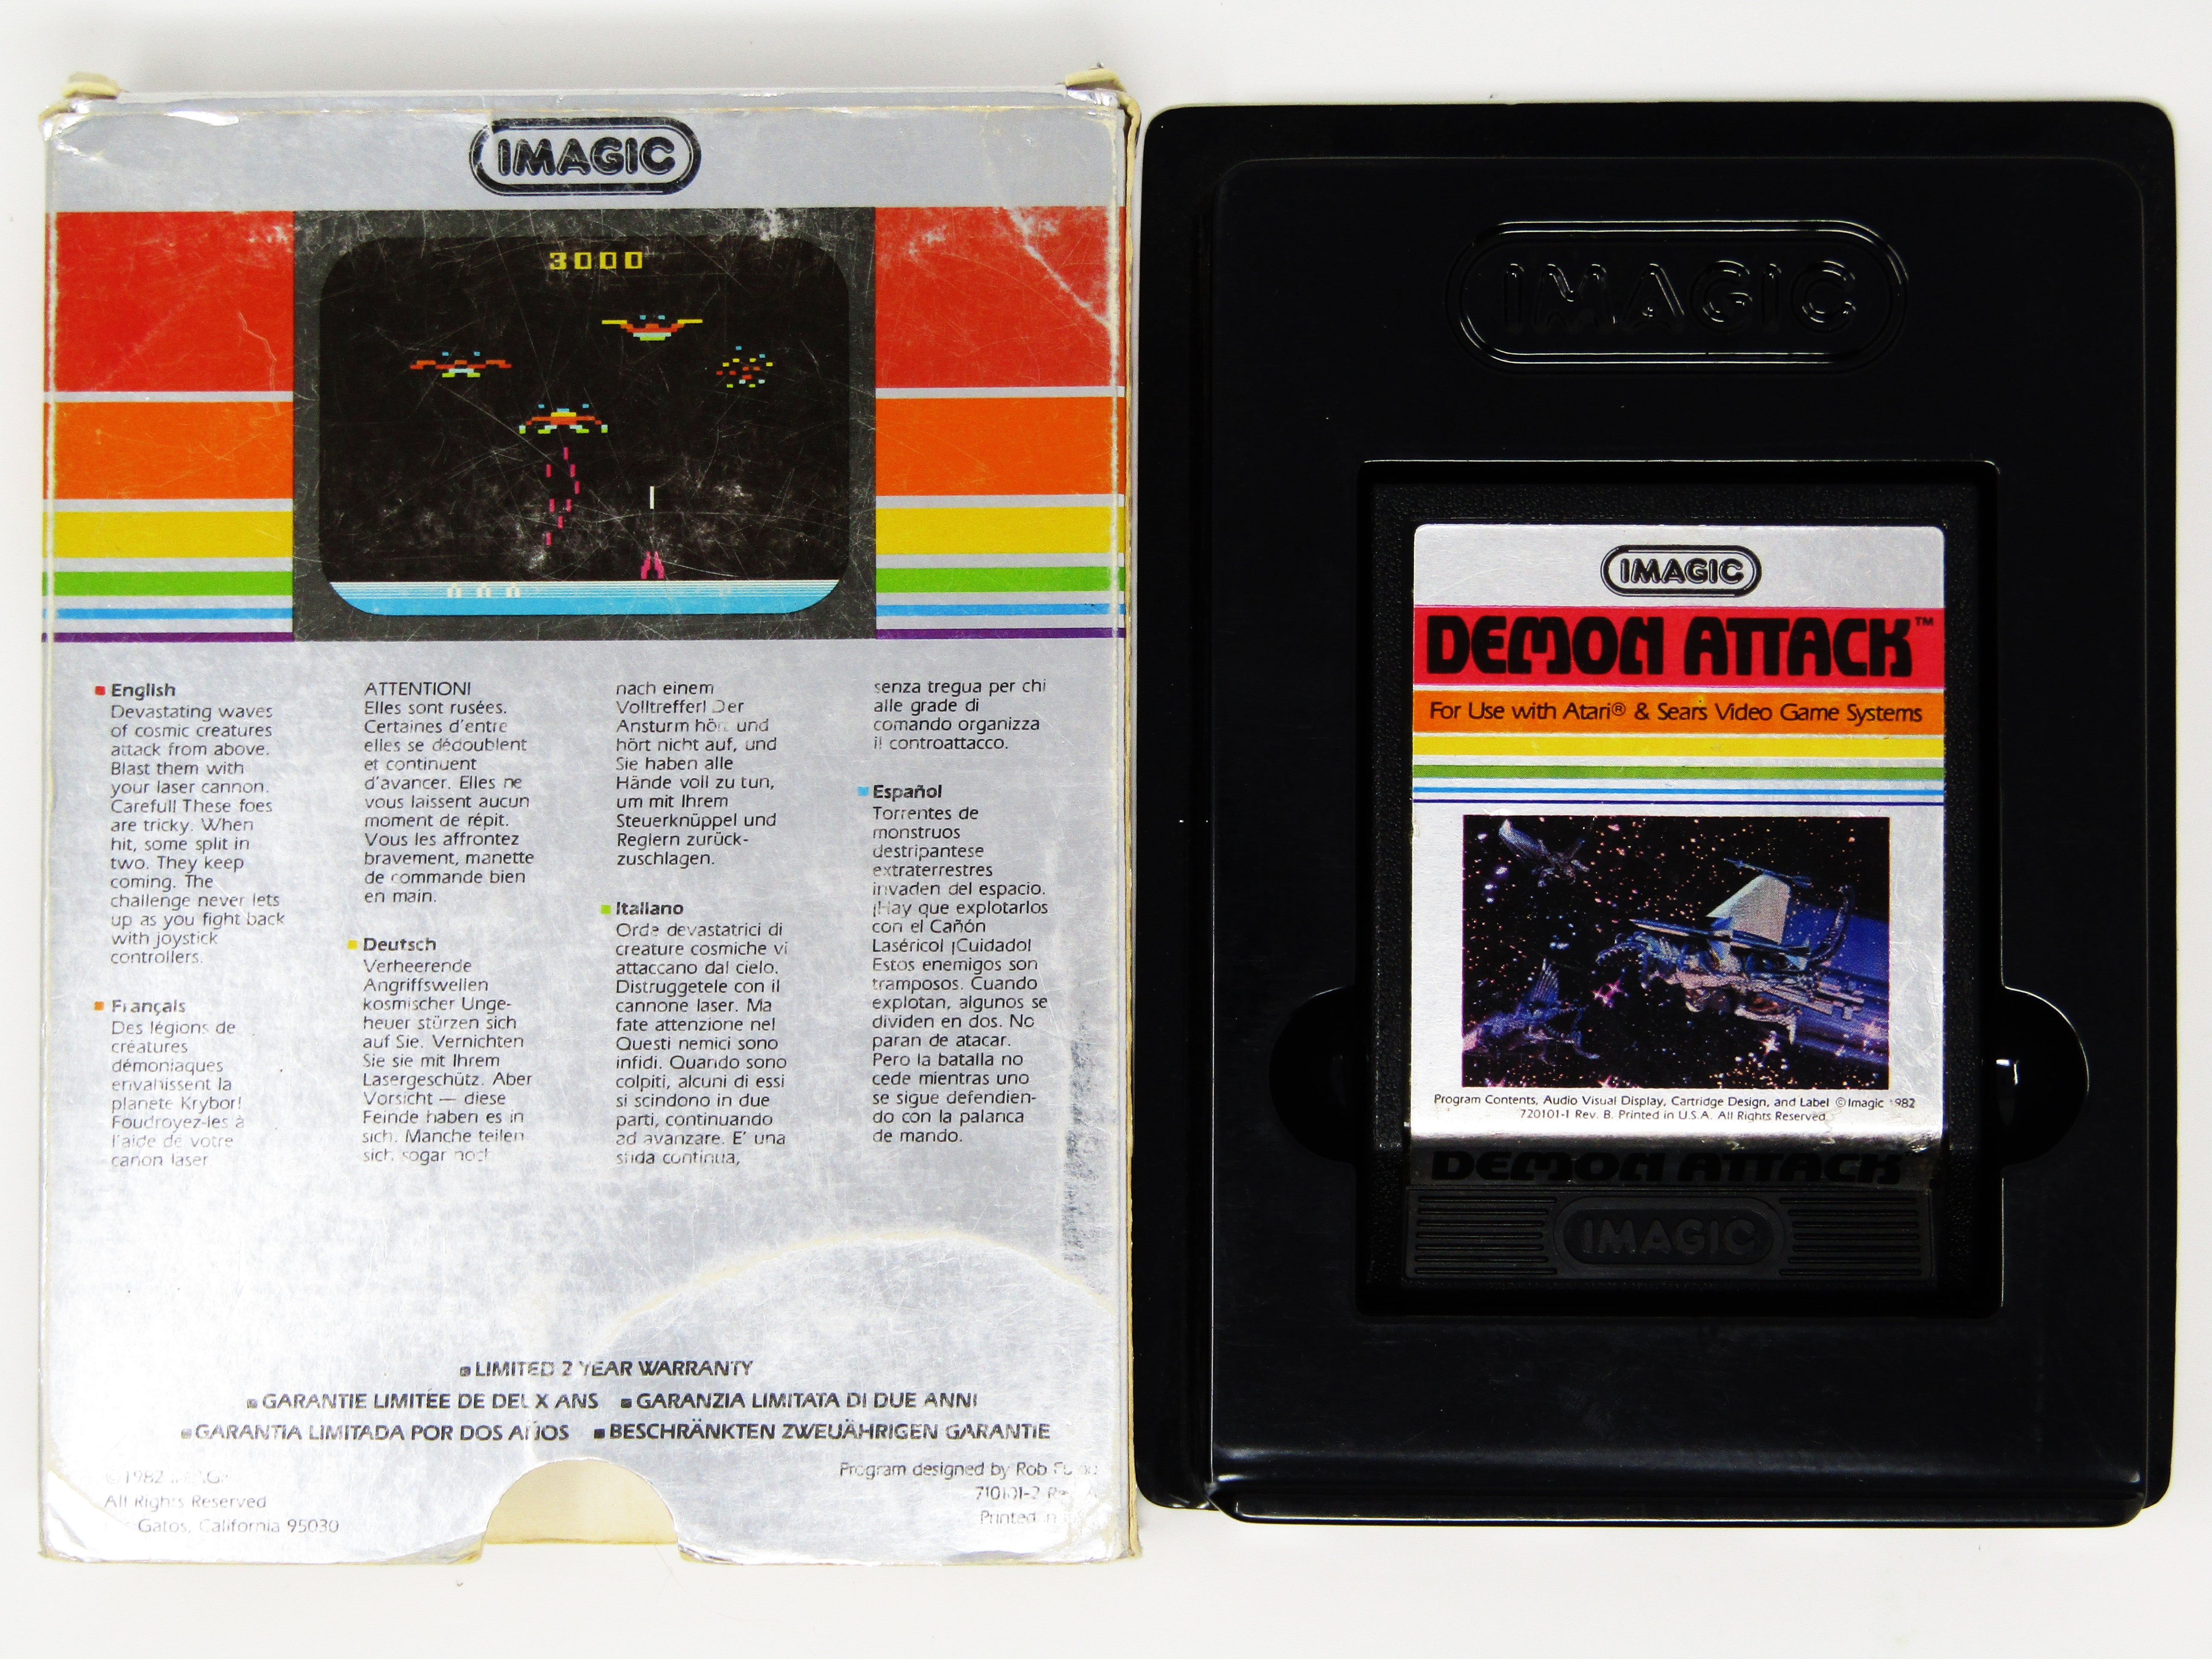 IMAGIC
3000
English
Devastating waves
of cosmic creatures
attack from above.
Blast them with
your laser cannon.
Careful! These foes
are tricky. When
hit, some split in
two. They keep
coming. The
challenge never lets
up as you fight back
with joystick
controllers.
Français
Des légions de
créatures
démoniaques
envahissent la
planete Krybor!
Foudroyez-les à
l'aide de votre
canon laser
ATTENTION!
Elles sont rusées.
Certaines d'entre
elles se dédoublent
et continuent
d'avancer. Elles ne
vous laissent aucun
moment de répit.
Vous les affrontez
bravement, manette
de commande bien
en main.
Deutsch
Verheerende
Angriffswellen
kosmischer Unge-
heuer stürzen sich
auf Sie. Vernichten
Sie sie mit Ihrem
Lasergeschütz. Aber
Vorsicht — diese
Feinde haben es in
sich. Manche teilen
sich sogar noch
nach einem
Volltreffer! Der
Ansturm hört und
hört nicht auf, und
Sie haben alle
Hände voll zu tun,
um mit Ihrem
Steuerknüppel und
Reglern zurück-
zuschlagen.
Italiano
Orde devastatrici di
creature cosmiche vi
attaccano dal cielo.
Distruggetele con il
cannone laser. Ma
fate attenzione nel
Questi nemici sono
infidi. Quando sono
colpiti, alcuni di essi
si scindono in due
parti, continuando
ad avanzare. E' una
sfida continua,
senza tregua per chi
alle grade di
comando organizza
il controattacco.
Español
Torrentes de
monstruos
destripantese
extraterrestres
invaden del espacio.
¡Hay que explotarlos
con el Cañón
Lasérico! ¡Cuidado!
Estos enemigos son
tramposos. Cuando
explotan, algunos se
dividen en dos. No
paran de atacar.
Pero la batalla no
cede mientras uno
se sigue defendien-
do con la palanca
de mando.
LIMITED 2 YEAR WARRANTY
GARANTIE LIMITÉE DE DEUX ANS GARANZIA LIMITATA DI DUE ANNI
GARANTIA LIMITADA POR DOS AÑOS BESCHRÄNKTEN ZWEIJÄHRIGEN GARANTIE
© 1982 IMAGIC
All Rights Reserved
Gatos, California 95030
Program designed by Rob
710101-2 Rev. A
Printed in
IMAGIC
IMAGIC
DEMON ATTACK™
For Use with Atari® & Sears Video Game Systems
Program Contents, Audio Visual Display, Cartridge Design, and Label © Imagic 1982
720101-1 Rev. B. Printed in U.S.A. All Rights Reserved.
DEMON ATTACK
IMAGIC